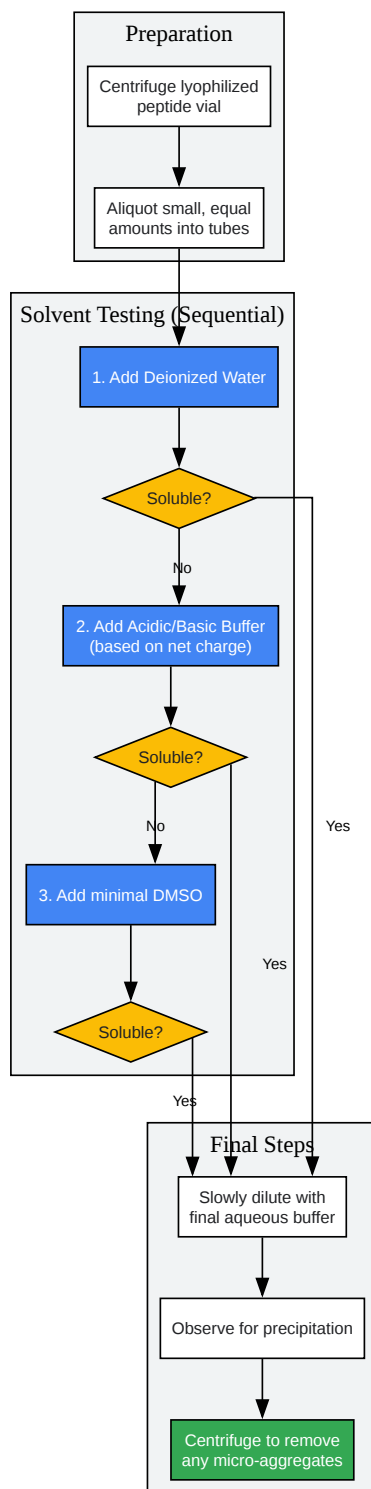 Preparation
Centrifuge lyophilized
peptide vial
Aliquot small, equal
amounts into tubes
Solvent Testing (Sequential)
1. Add Deionized Water
Soluble?
No
2. Add Acidic/Basic Buffer
(based on net charge)
Soluble?
No
Yes
3. Add minimal DMSO
Yes
Soluble?
Yes
Final Steps
Slowly dilute with
final aqueous buffer
Observe for precipitation
Centrifuge to remove
any micro-aggregates